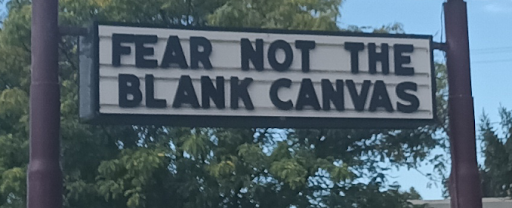 FEAR NOT THE
BLANK CANVAS